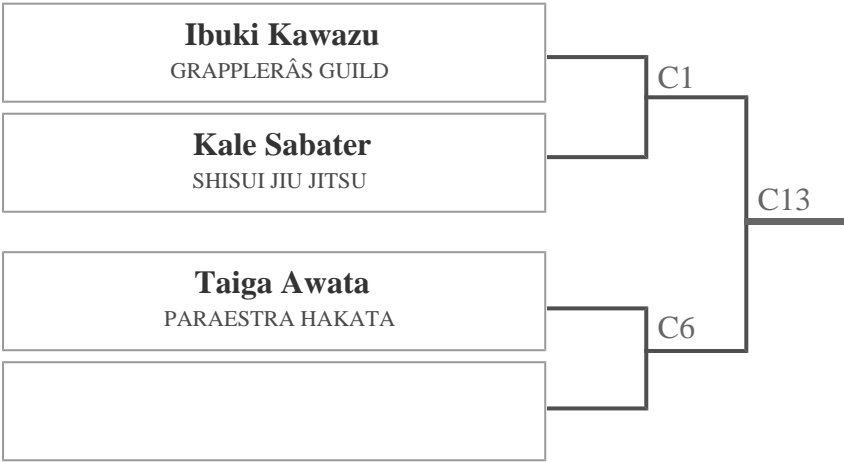 Ibuki Kawazu
GRAPPLERÂS GUILD
C1
Kale Sabater
SHISUI JIU JITSU
C13
Taiga Awata
PARAESTRA HAKATA
C6